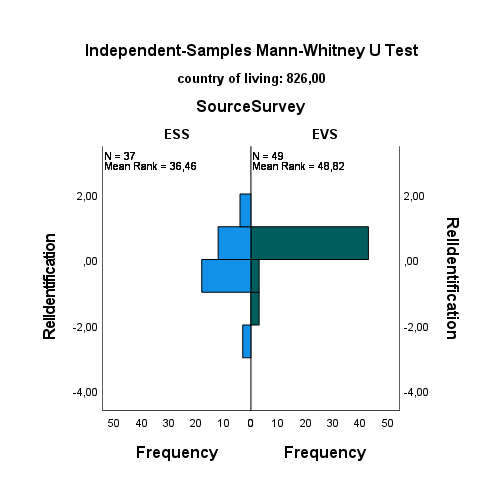 Independent-Samples Mann-Whitney U Test
country of living: 826,00
SourceSurvey
ESS EVS
N = 37 N = 49
Mean Rank = 36,46 Mean Rank = 48,82
2,00 2,00
,00 ,00
-2,00 -2,00
-4,00 -4,00
RelIdentification RelIdentification
50 40 30 20 10 0 10 20 30 40 50
Frequency Frequency